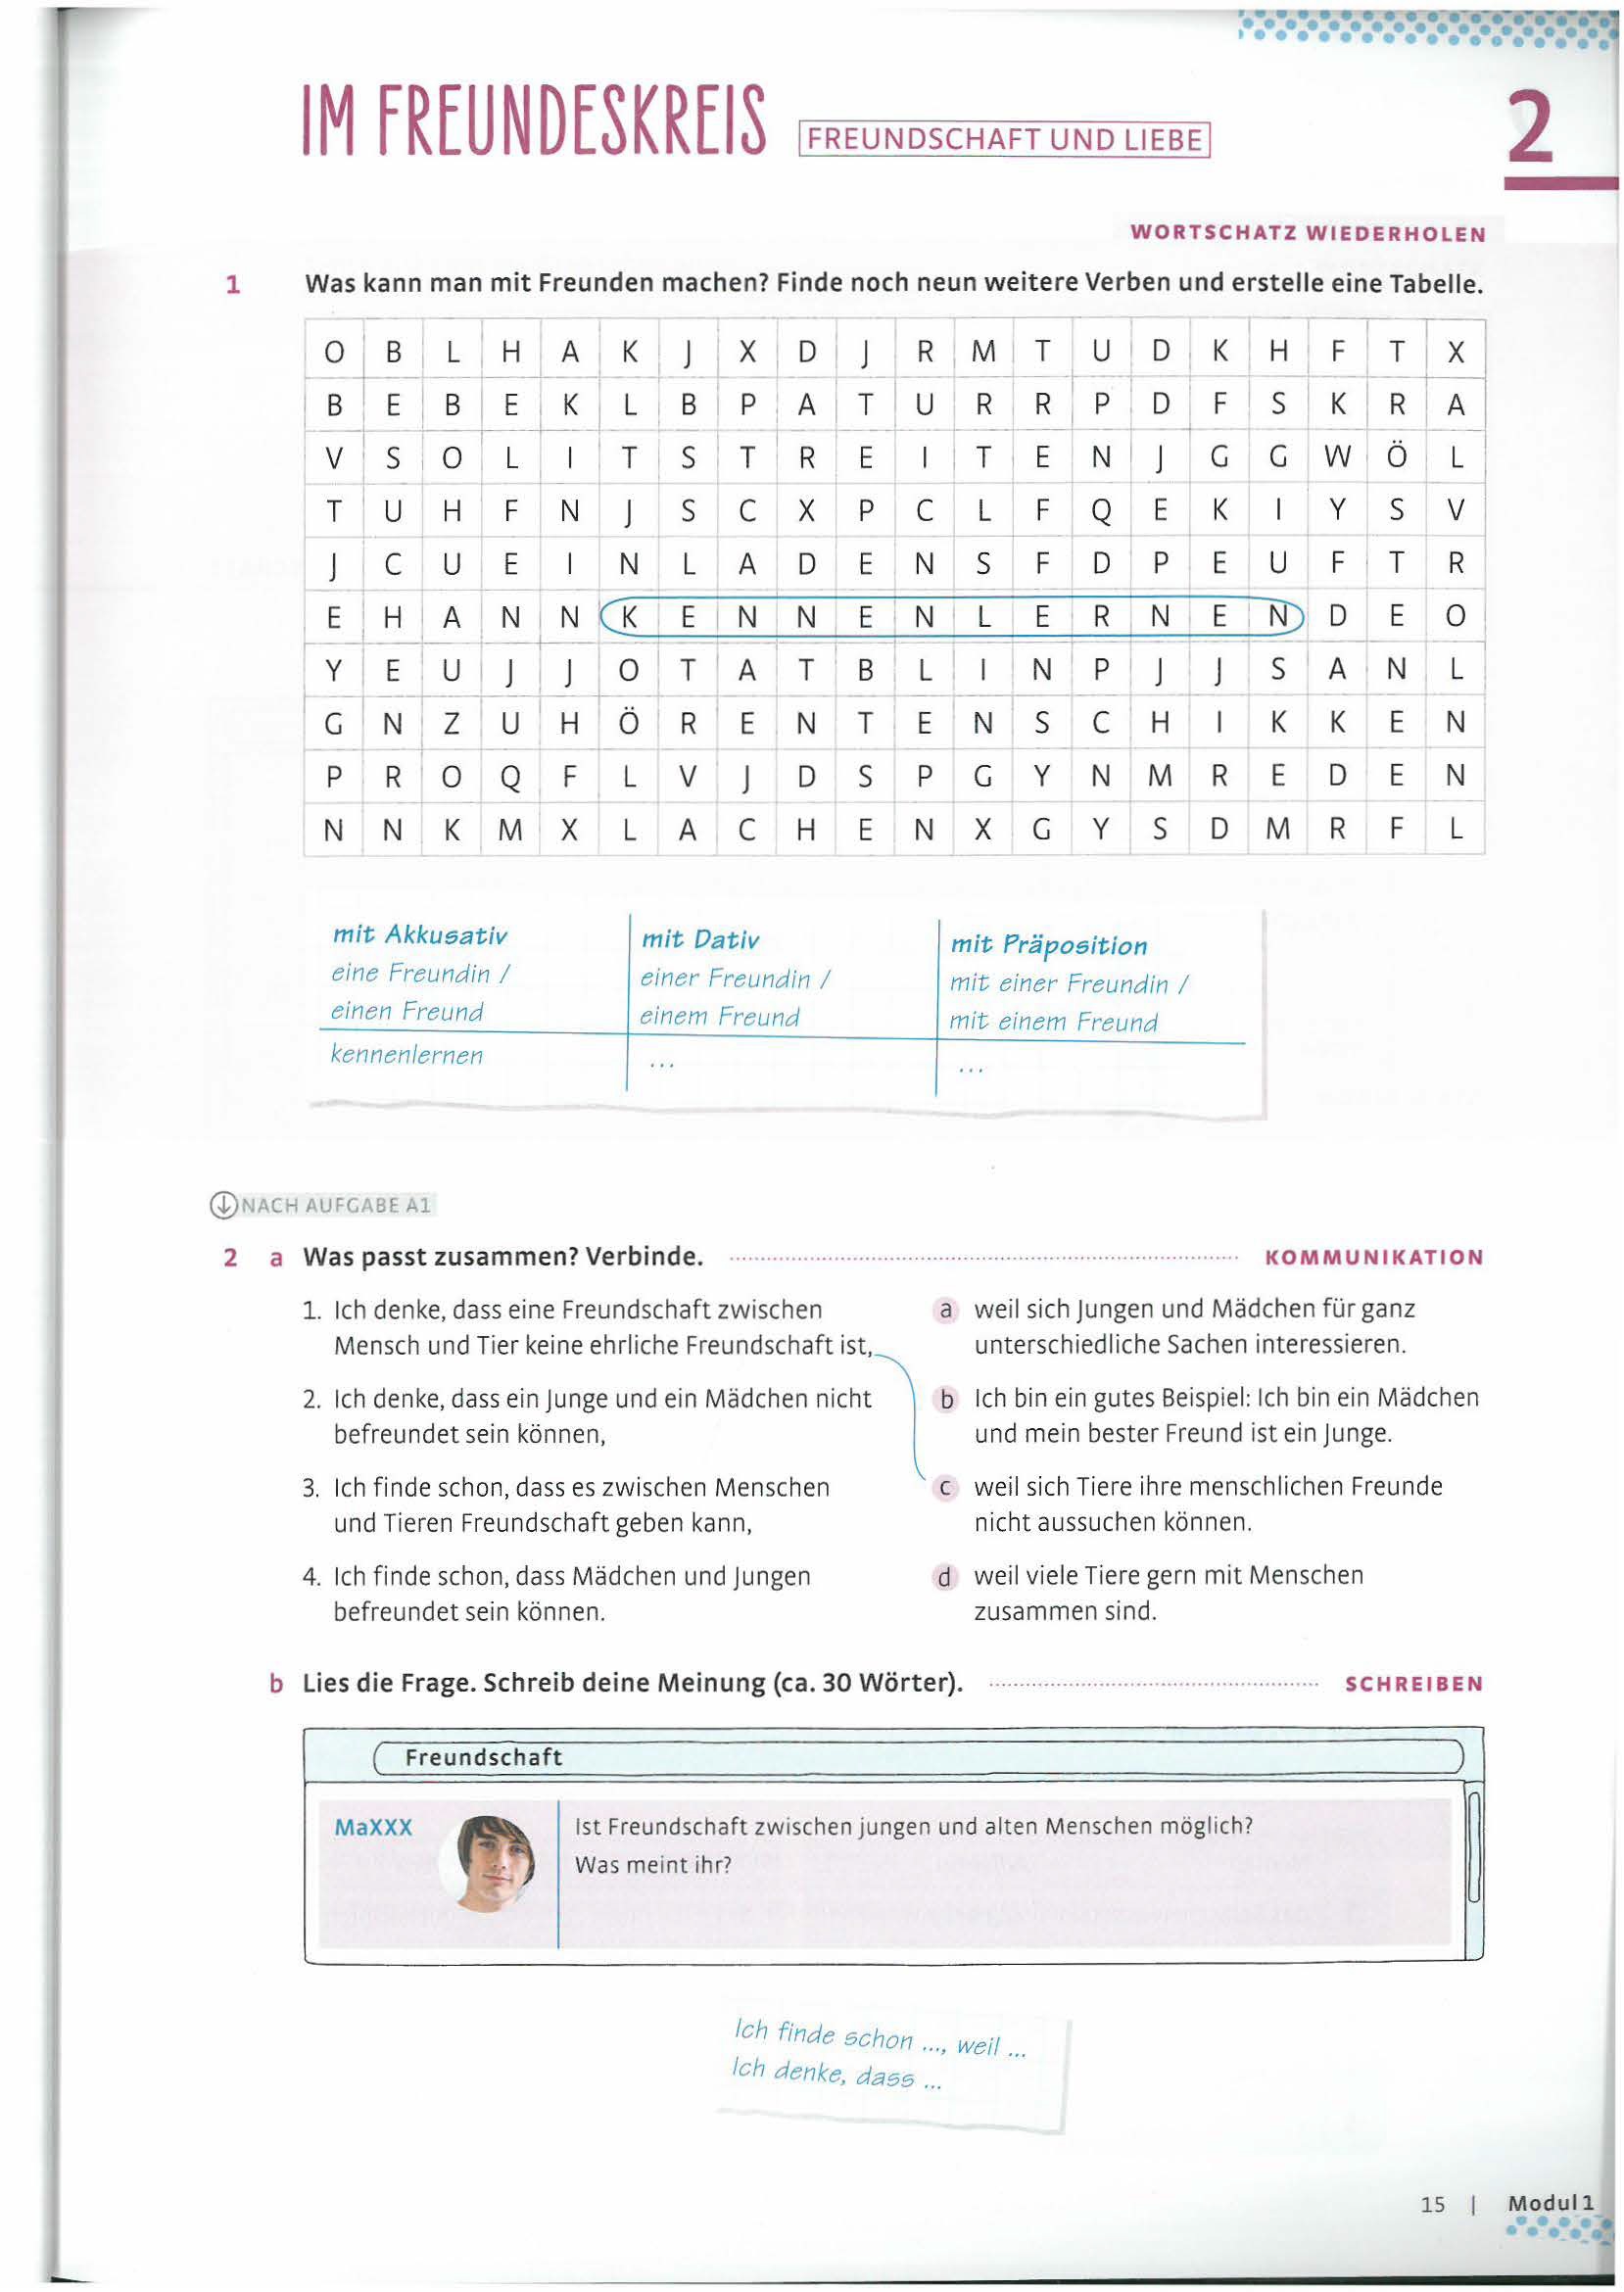 IM FREUNDESKREIS
FREUNDSCHAFT UND LIEBE
2
WORTSCHATZ WIEDERHOLEN
1 Was kann man mit Freunden machen? Finde noch neun weitere Verben und erstelle eine Tabelle.
O B L H A K J X D J R M T U D K H F T X
B E B E K L B P A T U R R P D F S K R A
V S O L I T S T R E I T E N J G G W Ö L
T U H F N J S C X P C L F Q E K I Y S V
J C U E I N L A D E N S F D P E U F T R
E H A N N K E N N E N L E R N E N D E O
Y E U J J O T A T B L I N P J J S A N L
G N Z U H Ö R E N T E N S C H I K K E N
P R O Q F L V J D S P G Y N M R E D E N
N N K M X L A C H E N X G Y S D M R F L
mit Akkusativ mit Dativ mit Präposition
eine Freundin / einer Freundin / mit einer Freundin /
einen Freund einem Freund mit einem Freund
kennenlernen ... ...
NACH AUFGABE A1
2 a Was passt zusammen? Verbinde. KOMMUNIKATION
1. Ich denke, dass eine Freundschaft zwischen
Mensch und Tier keine ehrliche Freundschaft ist,
2. Ich denke, dass ein Junge und ein Mädchen nicht
befreundet sein können,
3. Ich finde schon, dass es zwischen Menschen
und Tieren Freundschaft geben kann,
4. Ich finde schon, dass Mädchen und Jungen
befreundet sein können.
a weil sich Jungen und Mädchen für ganz
unterschiedliche Sachen interessieren.
b Ich bin ein gutes Beispiel: Ich bin ein Mädchen
und mein bester Freund ist ein Junge.
c weil sich Tiere ihre menschlichen Freunde
nicht aussuchen können.
d weil viele Tiere gern mit Menschen
zusammen sind.
b Lies die Frage. Schreib deine Meinung (ca. 30 Wörter). SCHREIBEN
Freundschaft
MaXXX
Ist Freundschaft zwischen jungen und alten Menschen möglich?
Was meint ihr?
Ich finde schon ..., weil ...
Ich denke, dass ...
15 | Modul 1